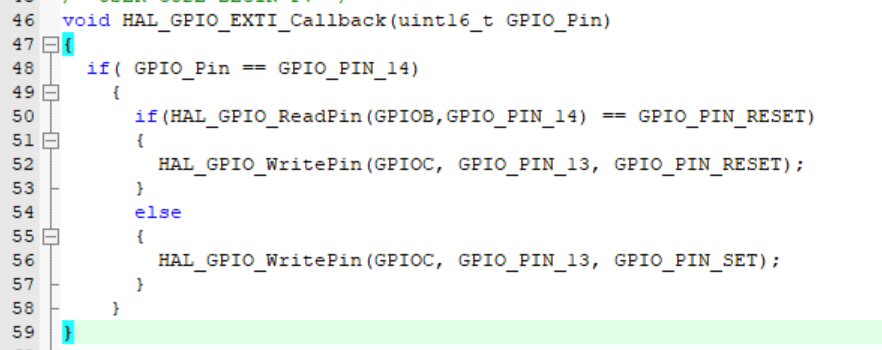 46 void HAL_GPIO_EXTI_Callback(uint16_t GPIO_Pin)
47 {
48 if( GPIO_Pin == GPIO_PIN_14)
49 {
50 if(HAL_GPIO_ReadPin(GPIOB,GPIO_PIN_14) == GPIO_PIN_RESET)
51 {
52 HAL_GPIO_WritePin(GPIOC, GPIO_PIN_13, GPIO_PIN_RESET);
53 }
54 else
55 {
56 HAL_GPIO_WritePin(GPIOC, GPIO_PIN_13, GPIO_PIN_SET);
57 }
58 }
59 }